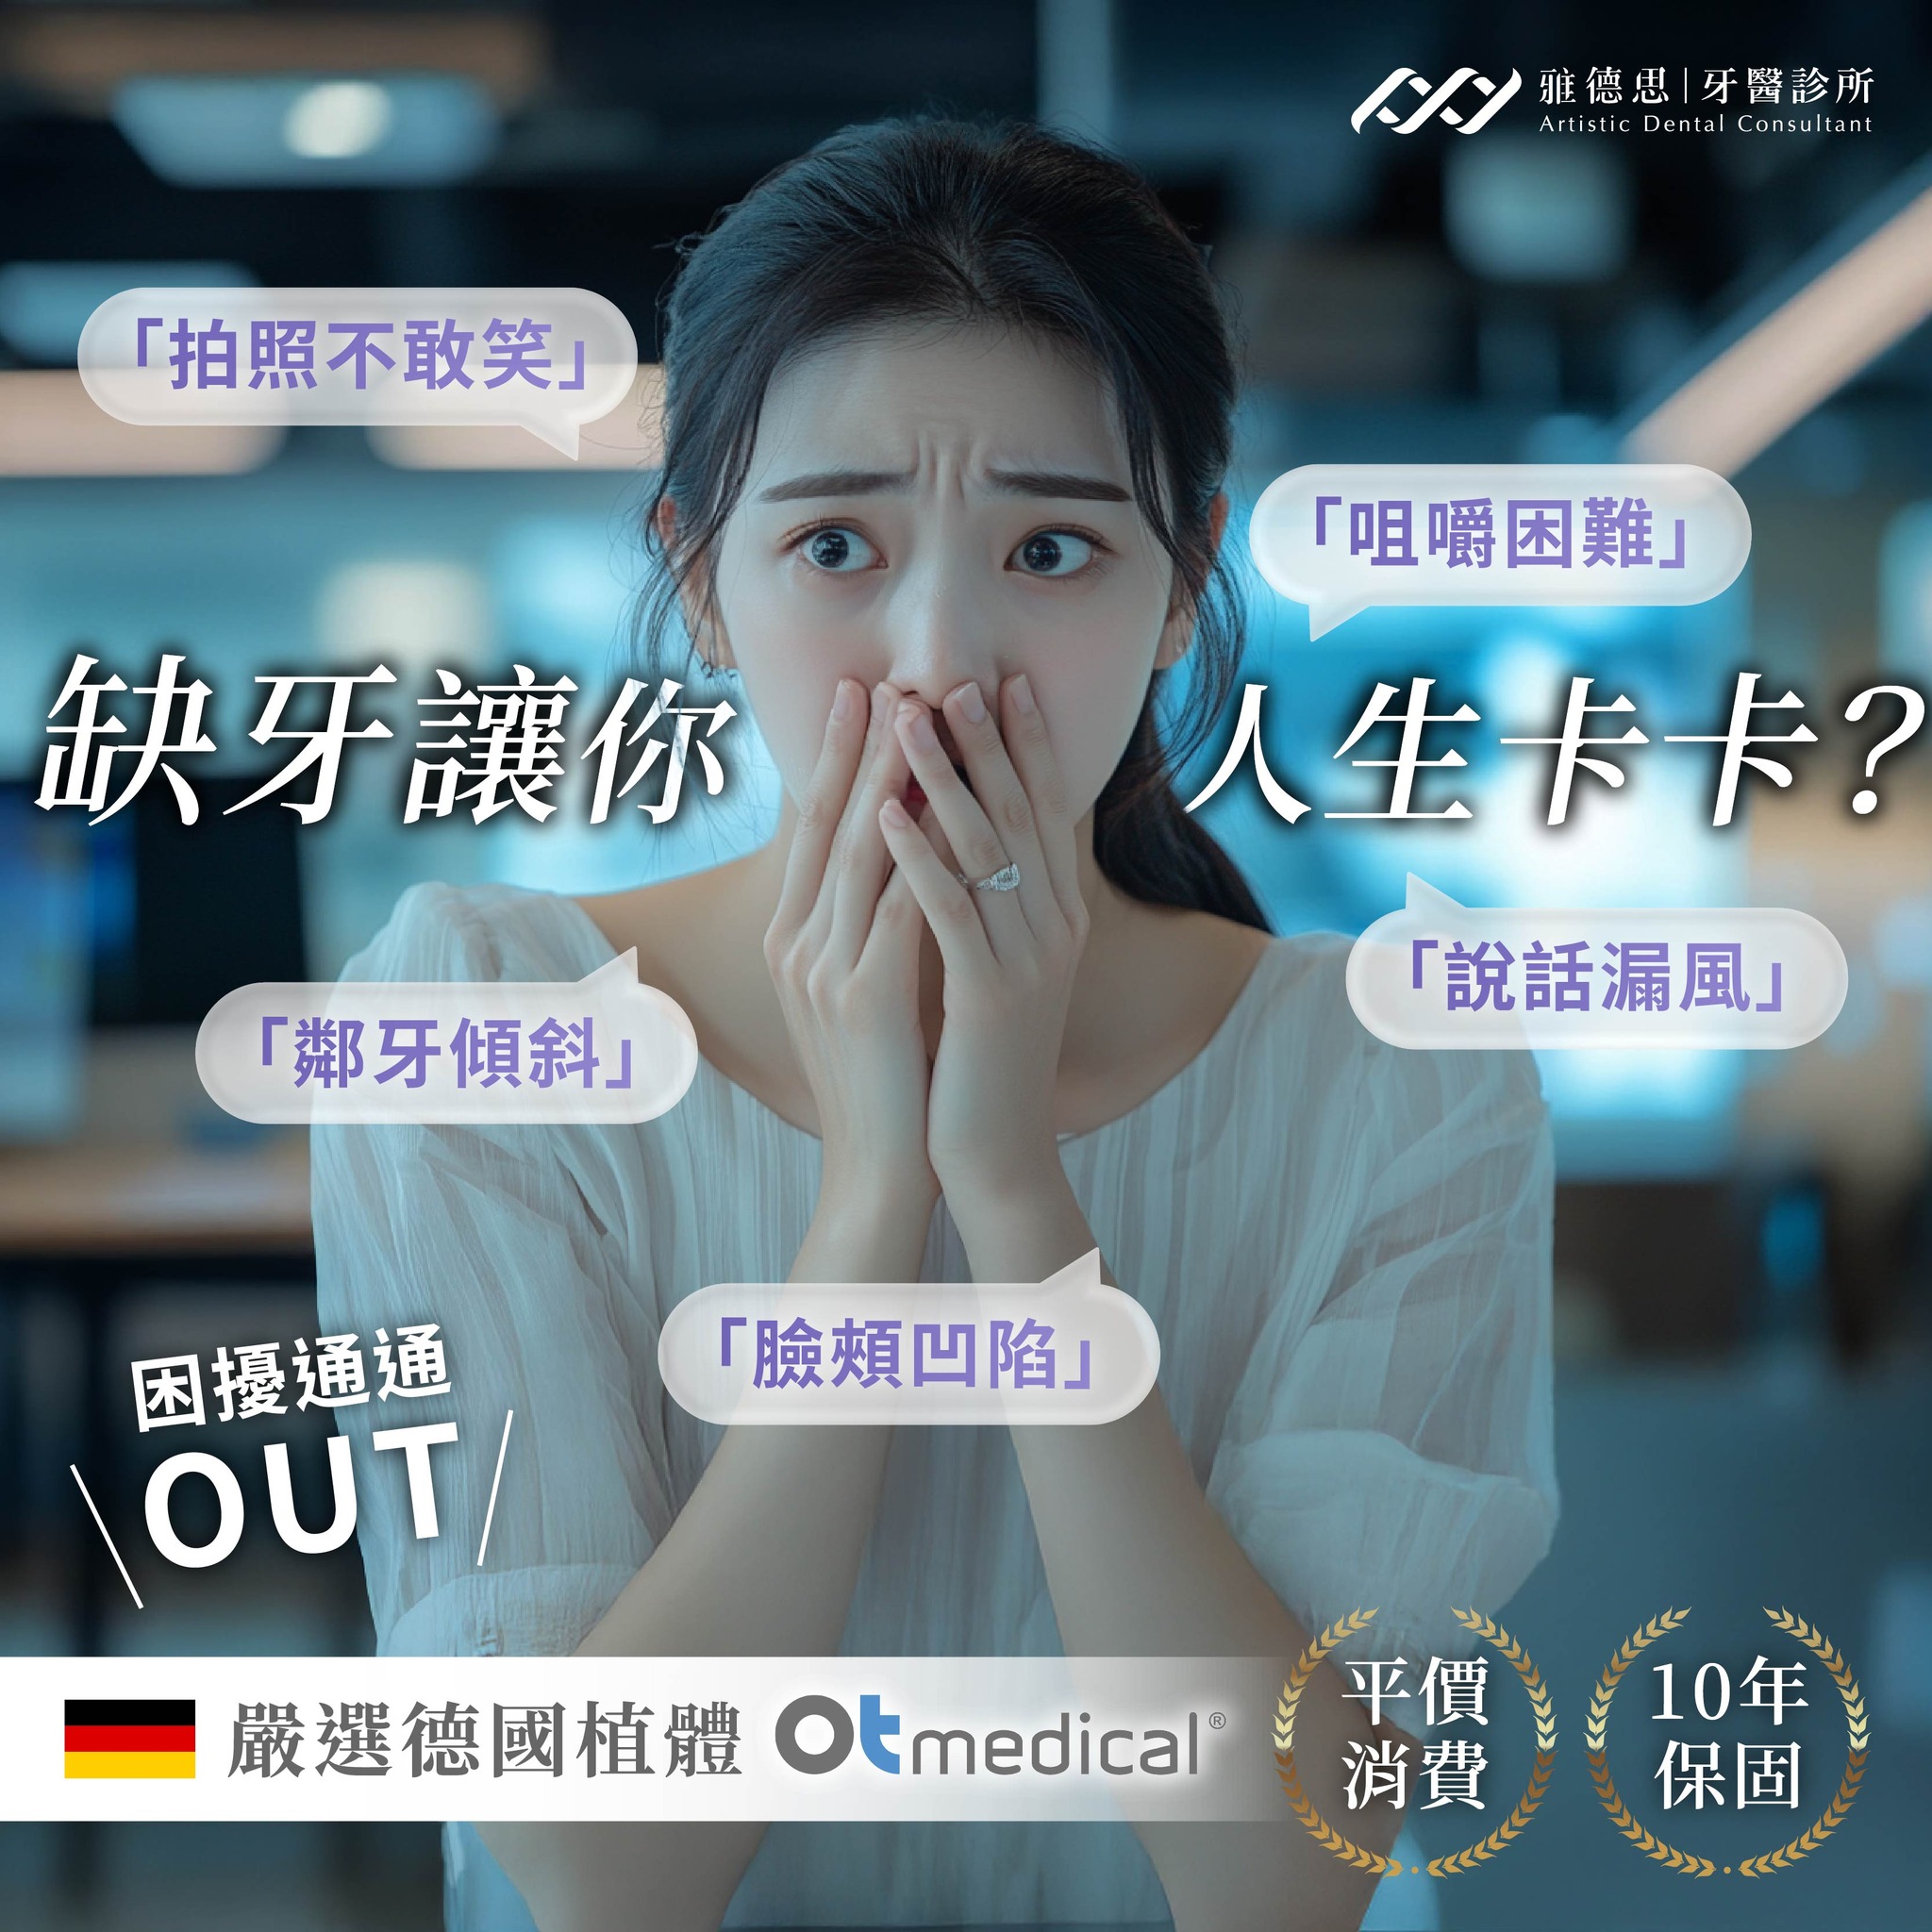 雅德思|牙醫診所
Artistic Dental Consultant
「拍照不敢笑」
「咀嚼困難」
缺牙讓你 人生卡卡?
「說話漏風」
「鄰牙傾斜」
「臉頰凹陷」
困擾通通
OUT
嚴選德國植體 Otmedical®
平價
消費
10年
保固